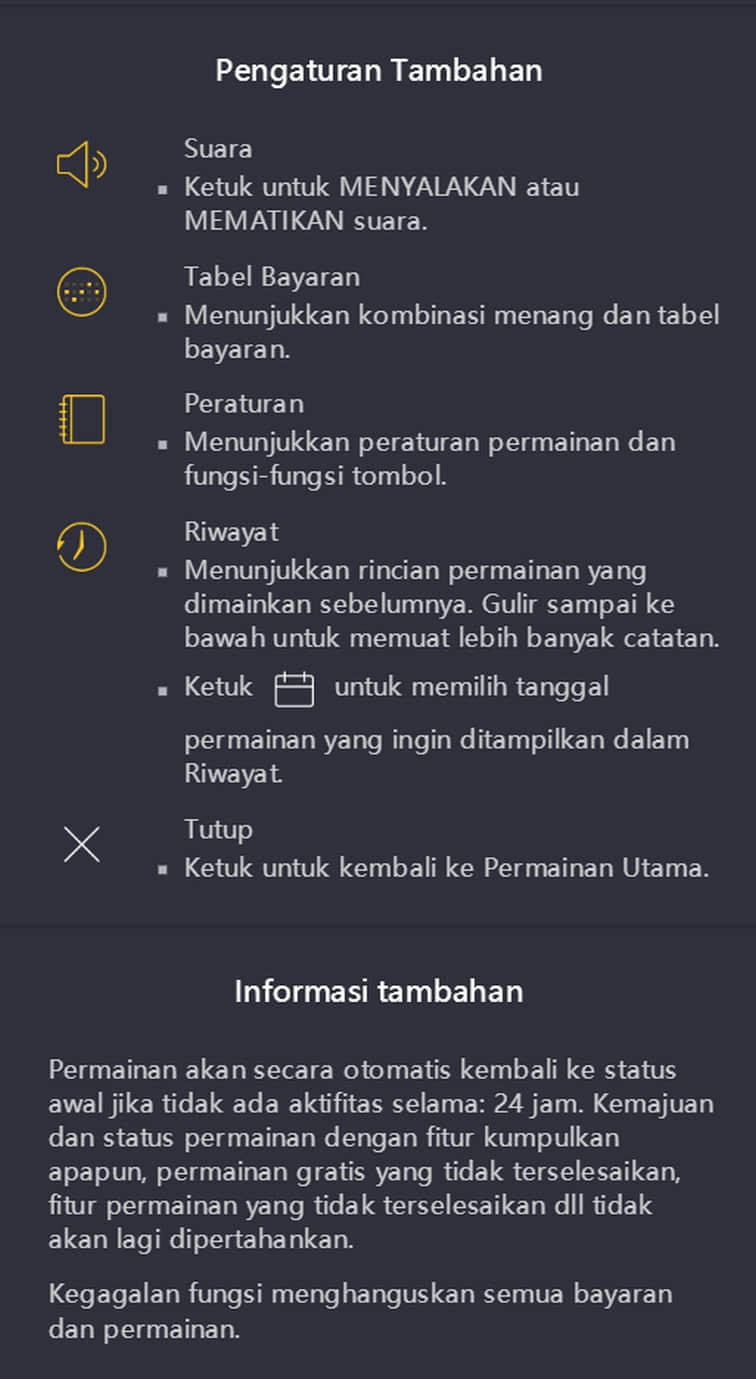 Pengaturan Tambahan
Suara
▪ Ketuk untuk MENYALAKAN atau
MEMATIKAN suara.
Tabel Bayaran
▪ Menunjukkan kombinasi menang dan tabel
bayaran.
Peraturan
▪ Menunjukkan peraturan permainan dan
fungsi-fungsi tombol.
Riwayat
▪ Menunjukkan rincian permainan yang
dimainkan sebelumnya. Gulir sampai ke
bawah untuk memuat lebih banyak catatan.
▪ Ketuk untuk memilih tanggal
permainan yang ingin ditampilkan dalam
Riwayat.
Tutup
▪ Ketuk untuk kembali ke Permainan Utama.
Informasi tambahan
Permainan akan secara otomatis kembali ke status
awal jika tidak ada aktifitas selama: 24 jam. Kemajuan
dan status permainan dengan fitur kumpulkan
apapun, permainan gratis yang tidak terselesaikan,
fitur permainan yang tidak terselesaikan dll tidak
akan lagi dipertahankan.
Kegagalan fungsi menghanguskan semua bayaran
dan permainan.